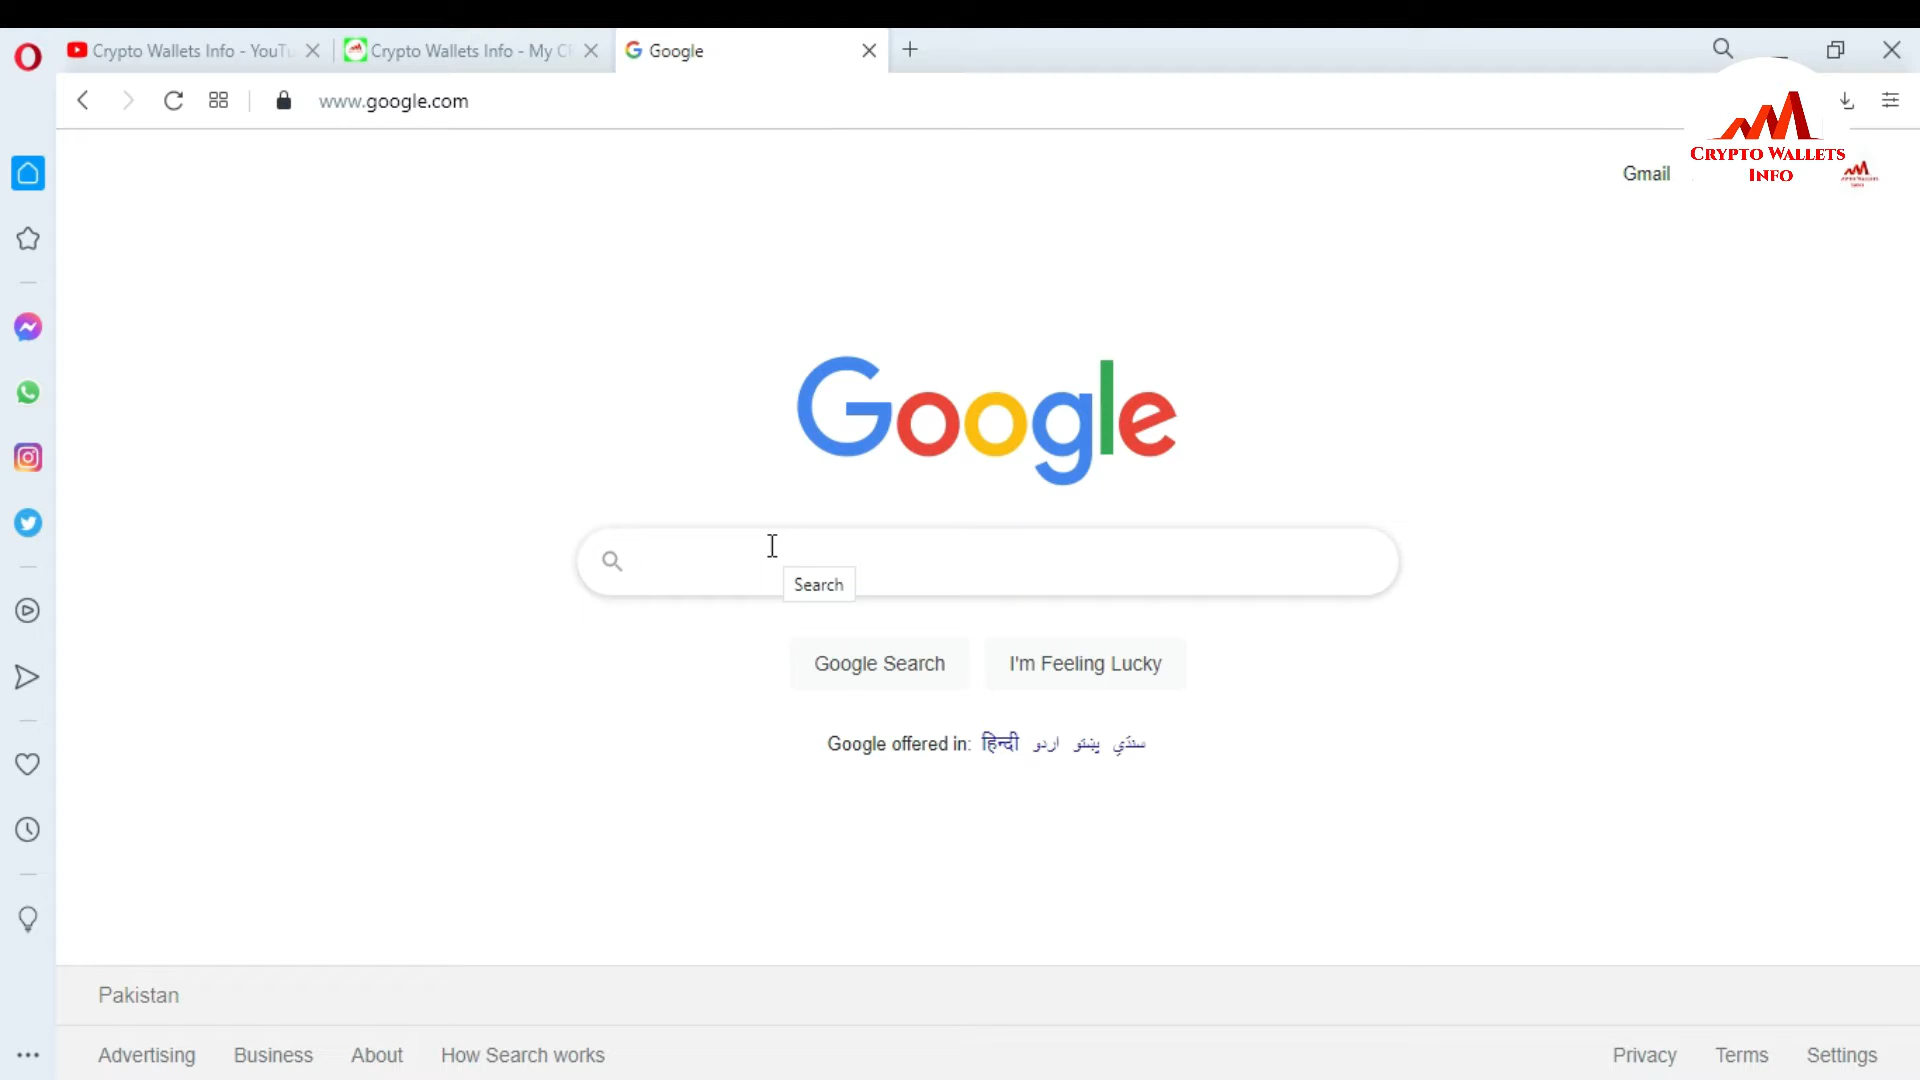 Crypto Wallets Info - YouTu
Crypto Wallets Info - My C
Google
www.google.com
CRYPTO WALLETS
INFO
Gmail
Google
Search
Google Search
I'm Feeling Lucky
Google offered in: हिन्दी اردو پښتو سنڌي
Pakistan
Advertising
Business
About
How Search works
Privacy
Terms
Settings